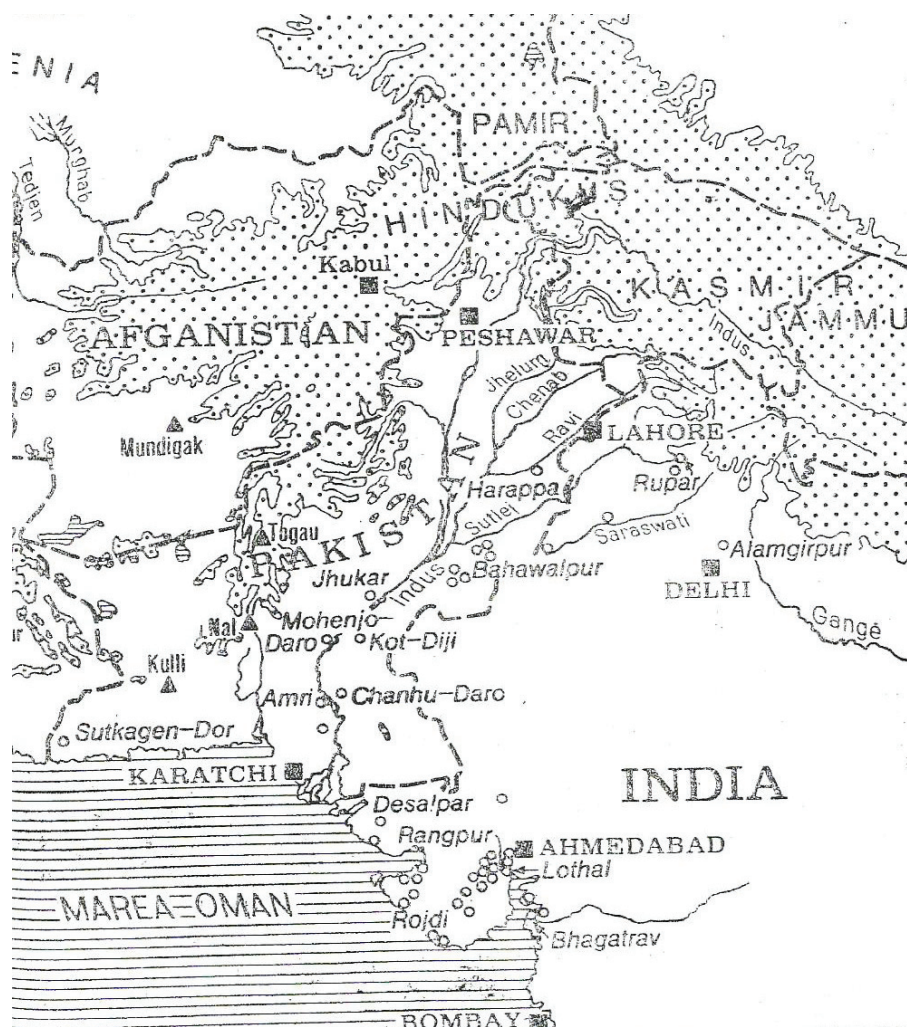 ENIA
Murghab
Tedjen
PAMIR
HINDUKUS
Kabul
KASMIR
JAMMU
AFGANISTAN
PESHAWAR
Indus
Jhelum
Chenab
Ravi
Mundigak
LAHORE
Harappa
Rupar
Sutlej
Saraswati
Togau
PAKISTAN
Alamgirpur
Jhukar
Indus
Bahawalpur
DELHI
Gange
Nal
Mohenjo-
Daro
Kot-Diji
Kulli
Amri
Chanhu-Daro
Sutkagen-Dor
KARATCHI
INDIA
Desalpar
Rangpur
AHMEDABAD
Lothal
MAREA OMAN
Rojdi
Bhagatrav
BOMBAY